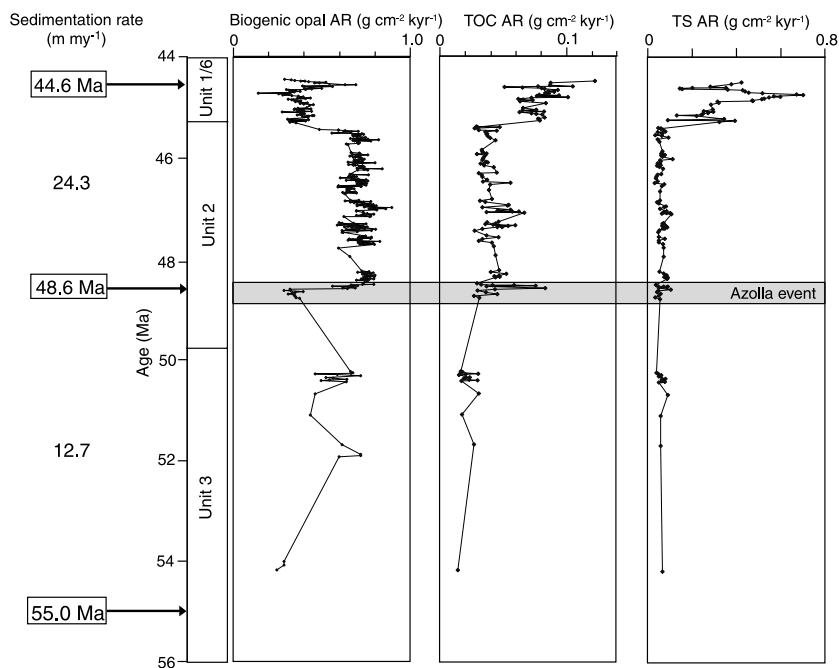 Sedimentation rate
(m my⁻¹)
Biogenic opal AR (g cm⁻² kyr⁻¹)
TOC AR (g cm⁻² kyr⁻¹)
TS AR (g cm⁻² kyr⁻¹)
0 1.0
0 0.1
0 0.8
44
46
48
50
52
54
56
Age (Ma)
44.6 Ma
24.3
48.6 Ma
12.7
55.0 Ma
Unit 1/6
Unit 2
Unit 3
Azolla event